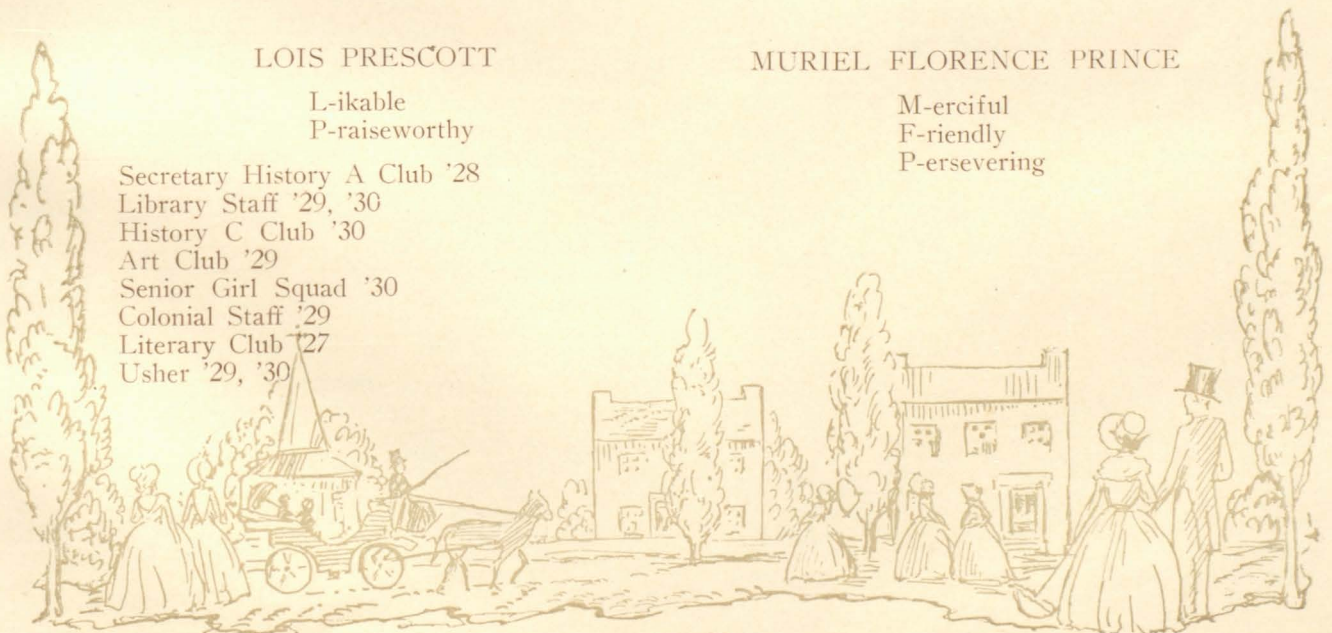 LOIS PRESCOTT
L-ikable
P-raiseworthy
Secretary History A Club '28
Library Staff '29, '30
History C Club '30
Art Club '29
Senior Girl Squad '30
Colonial Staff '29
Literary Club '27
Usher '29, '30
MURIEL FLORENCE PRINCE
M-erciful
F-riendly
P-ersevering